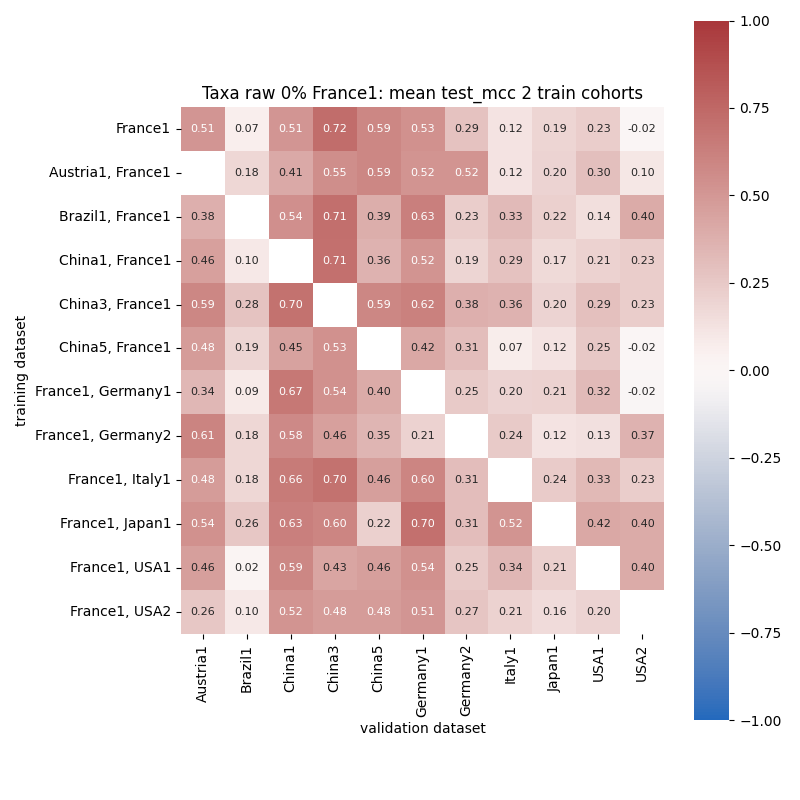 Taxa raw 0% France1: mean test_mcc 2 train cohorts
training dataset
France1 0.51 0.07 0.51 0.72 0.59 0.53 0.29 0.12 0.19 0.23 -0.02
Austria1, France1 0.18 0.41 0.55 0.59 0.52 0.52 0.12 0.20 0.30 0.10
Brazil1, France1 0.38 0.54 0.71 0.39 0.63 0.23 0.33 0.22 0.14 0.40
China1, France1 0.46 0.10 0.71 0.36 0.52 0.19 0.29 0.17 0.21 0.23
China3, France1 0.59 0.28 0.70 0.59 0.62 0.38 0.36 0.20 0.29 0.23
China5, France1 0.48 0.19 0.45 0.53 0.42 0.31 0.07 0.12 0.25 -0.02
France1, Germany1 0.34 0.09 0.67 0.54 0.40 0.25 0.20 0.21 0.32 -0.02
France1, Germany2 0.61 0.18 0.58 0.46 0.35 0.21 0.24 0.12 0.13 0.37
France1, Italy1 0.48 0.18 0.66 0.70 0.46 0.60 0.31 0.24 0.33 0.23
France1, Japan1 0.54 0.26 0.63 0.60 0.22 0.70 0.31 0.52 0.42 0.40
France1, USA1 0.46 0.02 0.59 0.43 0.46 0.54 0.25 0.34 0.21 0.40
France1, USA2 0.26 0.10 0.52 0.48 0.48 0.51 0.27 0.21 0.16 0.20
Austria1 Brazil1 China1 China3 China5 Germany1 Germany2 Italy1 Japan1 USA1 USA2
validation dataset
1.00
0.75
0.50
0.25
0.00
−0.25
−0.50
−0.75
−1.00